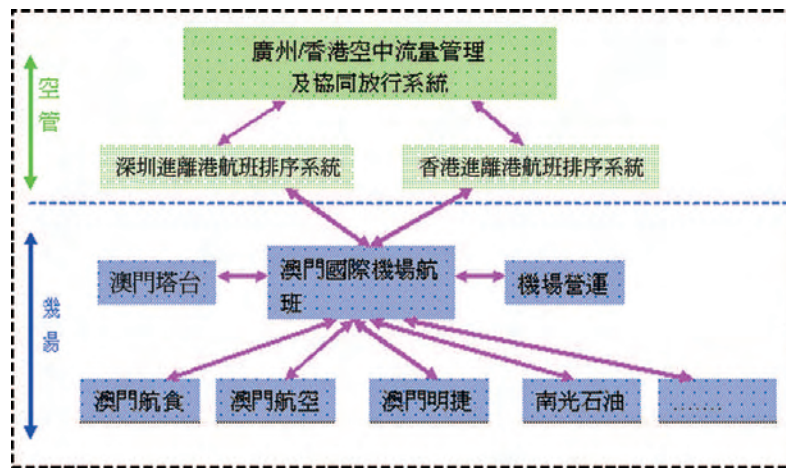 廣州/香港空中流量管理
及協同放行系統
空管
深圳進離港航班排序系統
香港進離港航班排序系統
澳門塔台
澳門國際機場航
班
機場營運
幾場
澳門航食
澳門航空
澳門明捷
南光石油
........